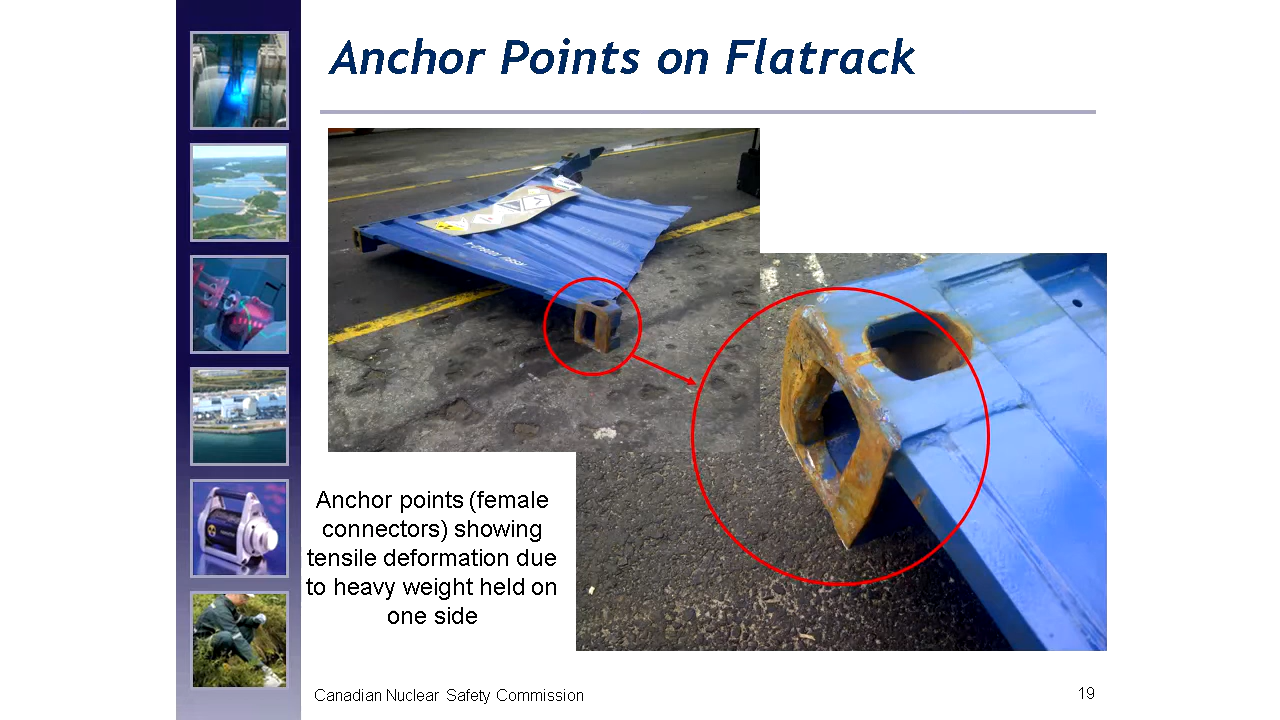 Anchor Points on Flatrack
Anchor points (female
connectors) showing
tensile deformation due
to heavy weight held on
one side
Canadian Nuclear Safety Commission
19